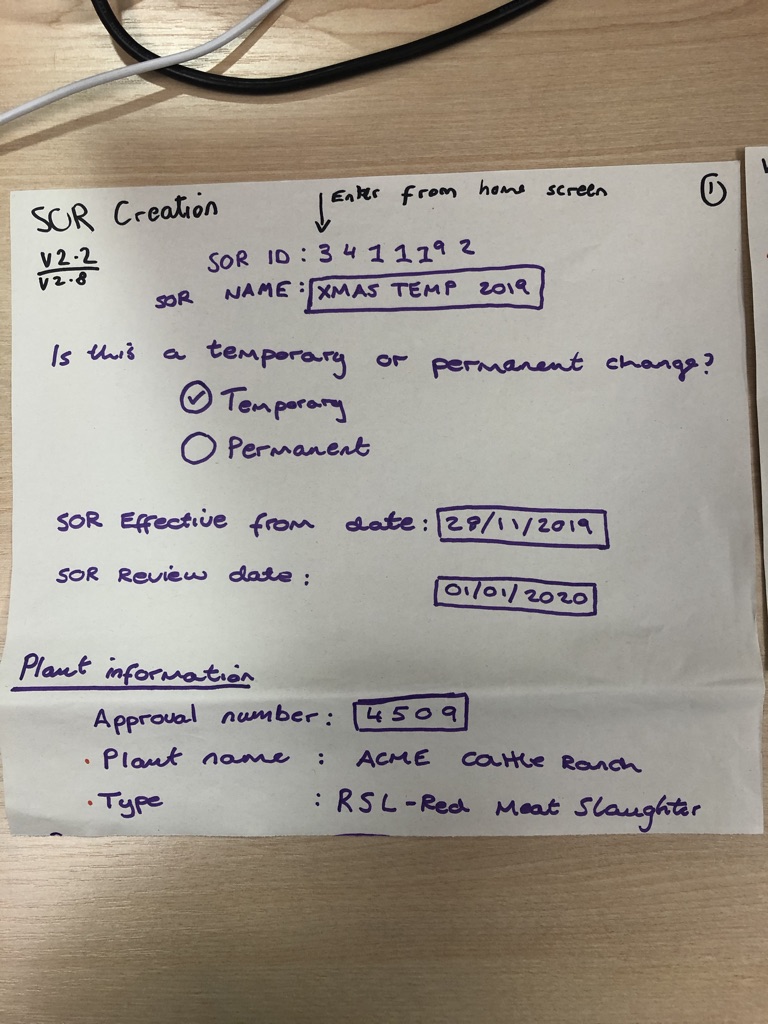 Enter from home screen
①
SOR Creation
V2.2
V2.8
SOR ID : 3 4 1 1 1 9 2
SOR NAME : XMAS TEMP 2019
Is this a temporary or permanent change?
Temporary
Permanent
SOR Effective from date : 28/11/2019
SOR Review date :
01/01/2020
Plant information
Approval number : 4509
· Plant name : ACME Cattle Ranch
· Type : RSL-Red Meat Slaughter